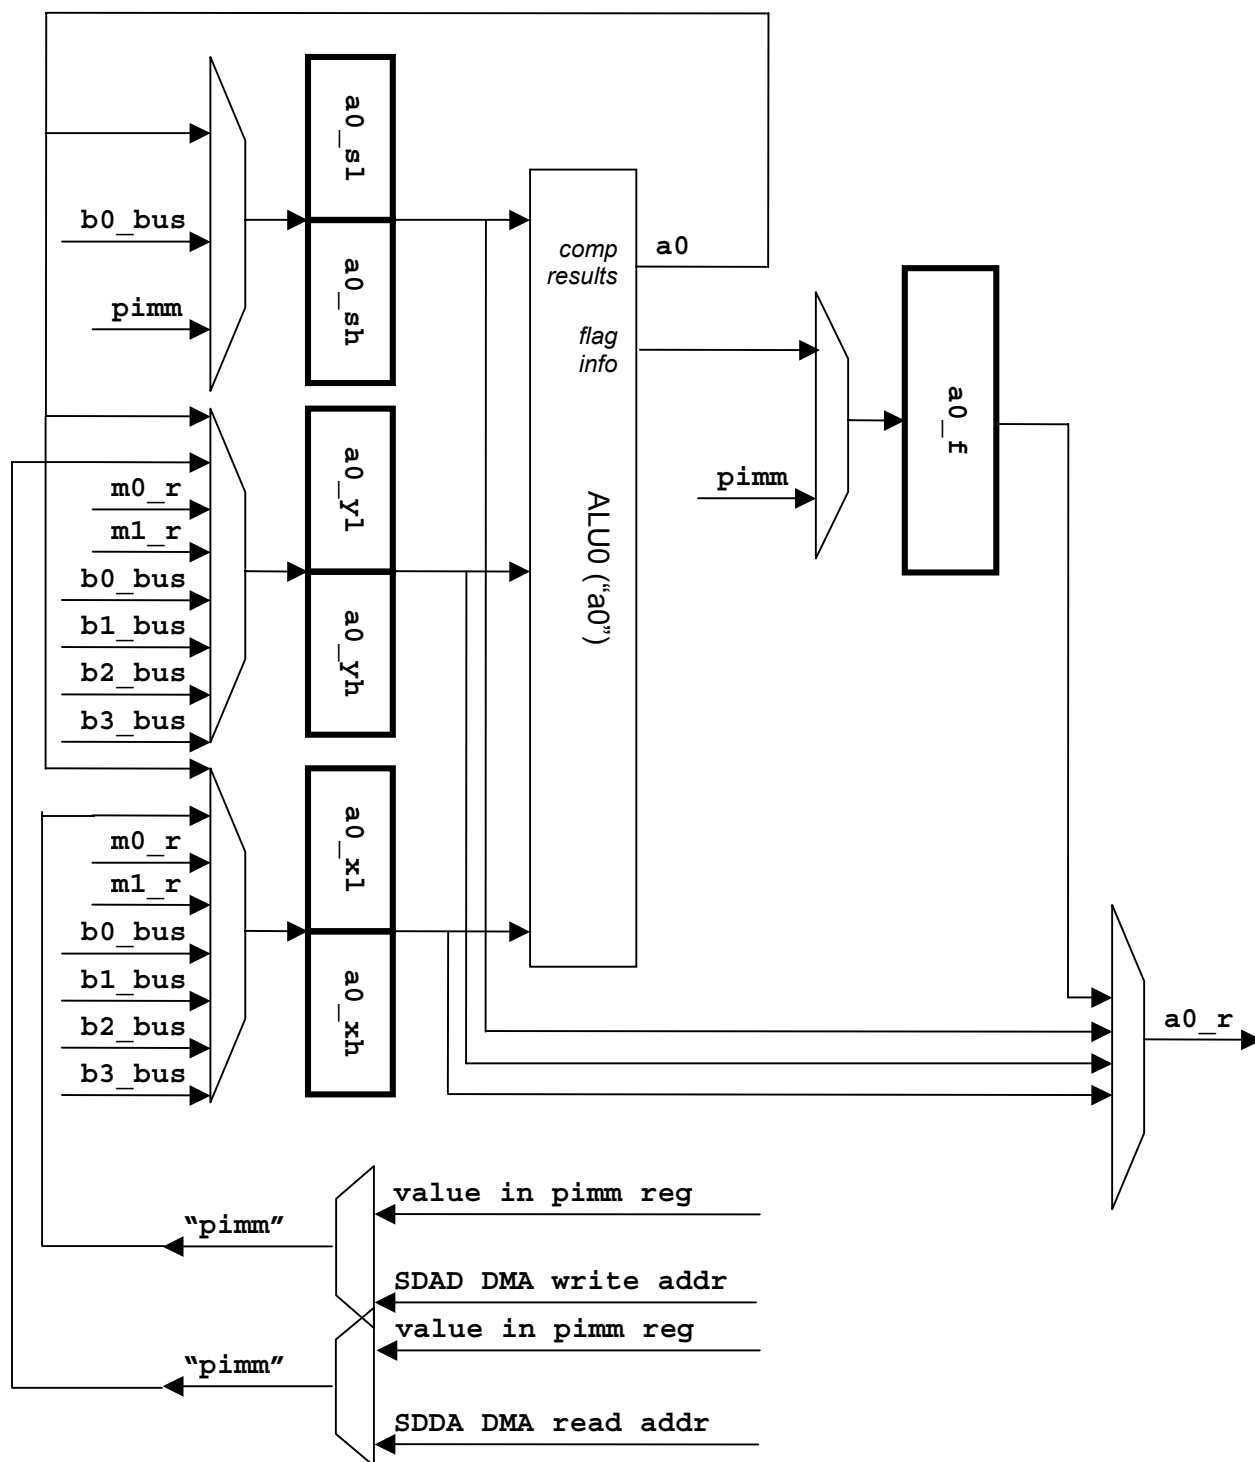 a0_sl
a0_sh
b0_bus
pimm
comp
results
a0
flag
info
pimm
a0_f
ALU0 (“a0”)
m0_r
m1_r
b0_bus
b1_bus
b2_bus
b3_bus
a0_yl
a0_yh
m0_r
m1_r
b0_bus
b1_bus
b2_bus
b3_bus
a0_xl
a0_xh
a0_r
value in pimm reg
“pimm”
SDAD DMA write addr
value in pimm reg
“pimm”
SDDA DMA read addr